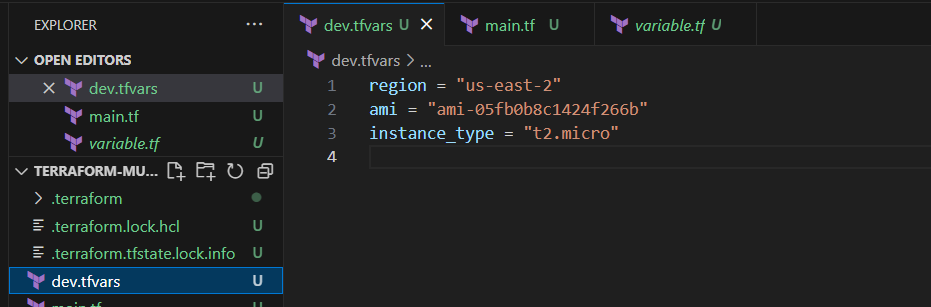 EXPLORER ...
OPEN EDITORS
dev.tfvars U
main.tf U
variable.tf U
TERRAFORM-MU...
.terraform
.terraform.lock.hcl U
.terraform.tfstate.lock.info U
dev.tfvars U
main.tf U
dev.tfvars U main.tf U variable.tf U
dev.tfvars > ...
1 region = "us-east-2"
2 ami = "ami-05fb0b8c1424f266b"
3 instance_type = "t2.micro"
4